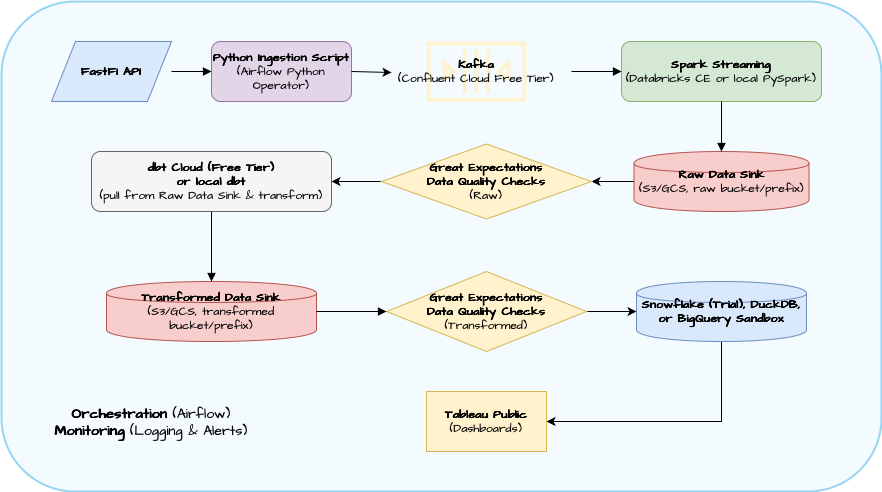 FastFI API
Python Ingestion Script
(Airflow Python
Operator)
Kafka
(Confluent Cloud Free Tier)
Spark Streaming
(Databricks CE or local PySpark)
dbt Cloud (Free Tier)
or local dbt
(pull from Raw Data Sink & transform)
Great Expectations
Data Quality Checks
(Raw)
Raw Data Sink
(S3/GCS, raw bucket/prefix)
Transformed Data Sink
(S3/GCS, transformed
bucket/prefix)
Great Expectations
Data Quality Checks
(Transformed)
Snowflake (Trial), DuckDB,
or BigQuery Sandbox
Orchestration (Airflow)
Monitoring (Logging & Alerts)
Tableau Public
(Dashboards)